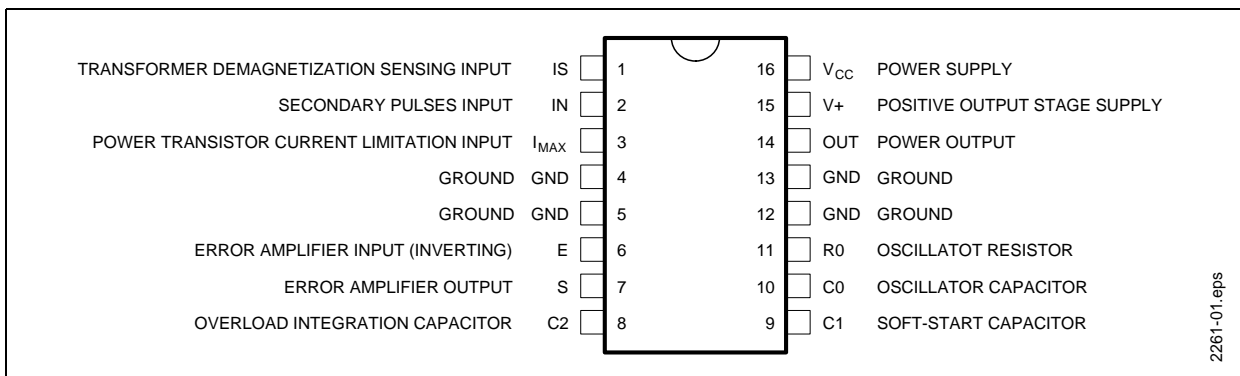 TRANSFORMER DEMAGNETIZATION SENSING INPUT IS 1 16 VCC POWER SUPPLY
SECONDARY PULSES INPUT IN 2 15 V+ POSITIVE OUTPUT STAGE SUPPLY
POWER TRANSISTOR CURRENT LIMITATION INPUT IMAX 3 14 OUT POWER OUTPUT
GROUND GND 4 13 GND GROUND
GROUND GND 5 12 GND GROUND
ERROR AMPLIFIER INPUT (INVERTING) E 6 11 R0 OSCILLATOT RESISTOR
ERROR AMPLIFIER OUTPUT S 7 10 C0 OSCILLATOR CAPACITOR
OVERLOAD INTEGRATION CAPACITOR C2 8 9 C1 SOFT-START CAPACITOR
2261-01.eps